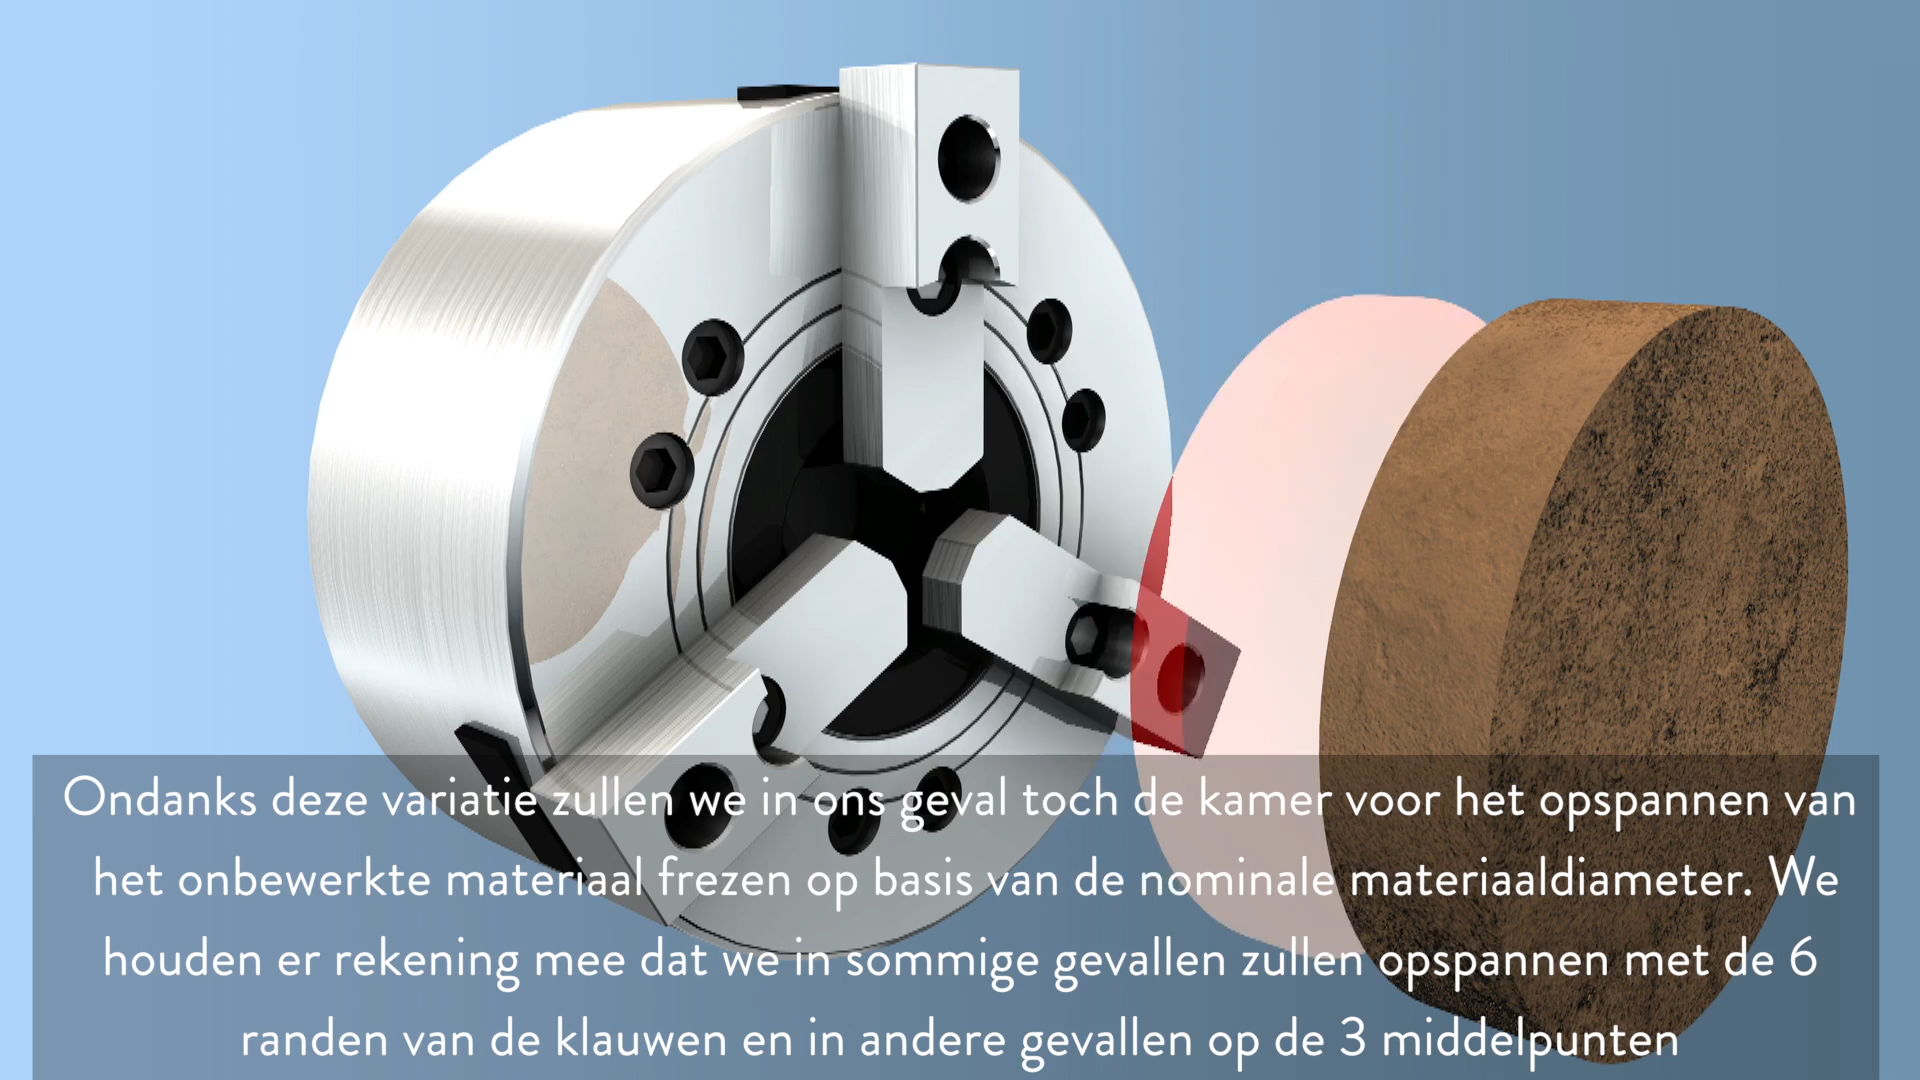 Ondanks deze variatie zullen we in ons geval toch de kamer voor het opspannen van
het onbewerkte materiaal frezen op basis van de nominale materiaaldiameter. We
houden er rekening mee dat we in sommige gevallen zullen opspannen met de 6
randen van de klauwen en in andere gevallen op de 3 middelpunten